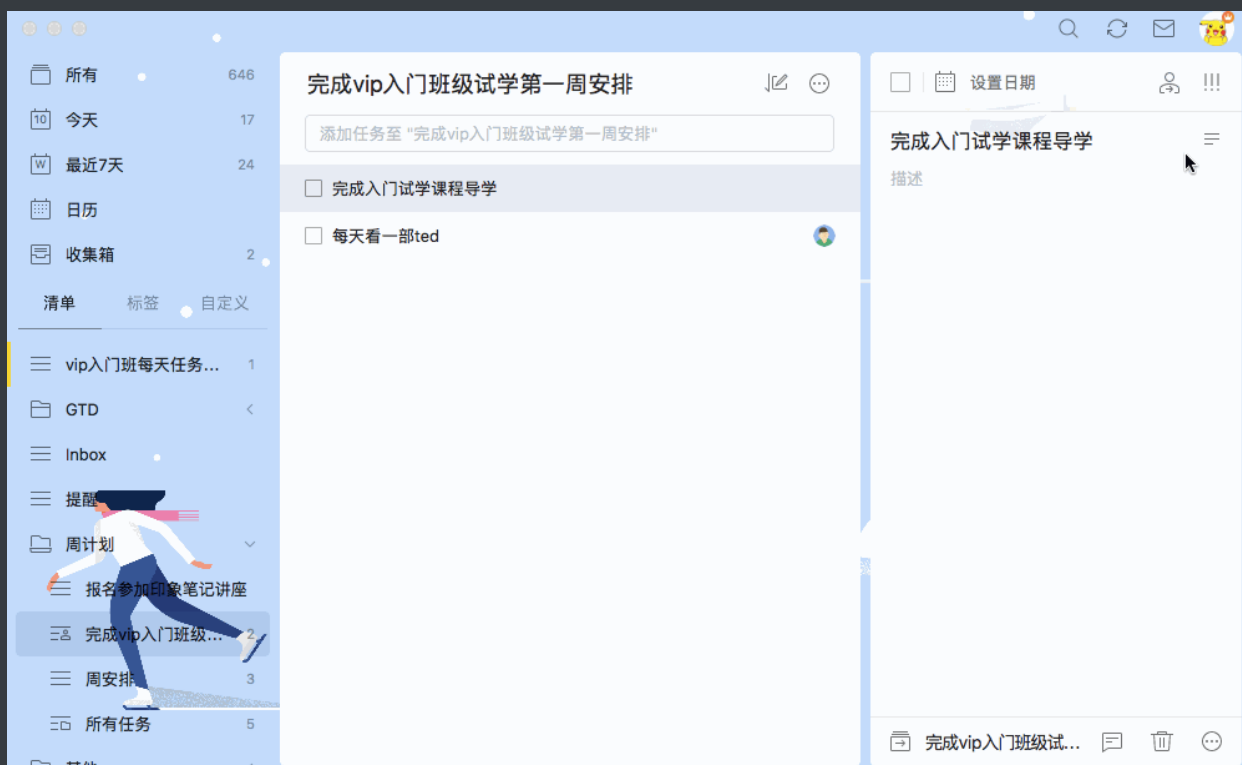 所有 646
10 今天 17
W 最近7天 24
日历
收集箱 2
清单 标签 自定义
vip入门班每天任务... 1
GTD
Inbox
提醒
周计划
报名参加印象笔记讲座
完成vip入门班级... 2
周安排 3
所有任务 5
其他
完成vip入门班级试学第一周安排
添加任务至 "完成vip入门班级试学第一周安排"
完成入门试学课程导学
每天看一部ted
设置日期 !!!
完成入门试学课程导学
描述
完成vip入门班级试...